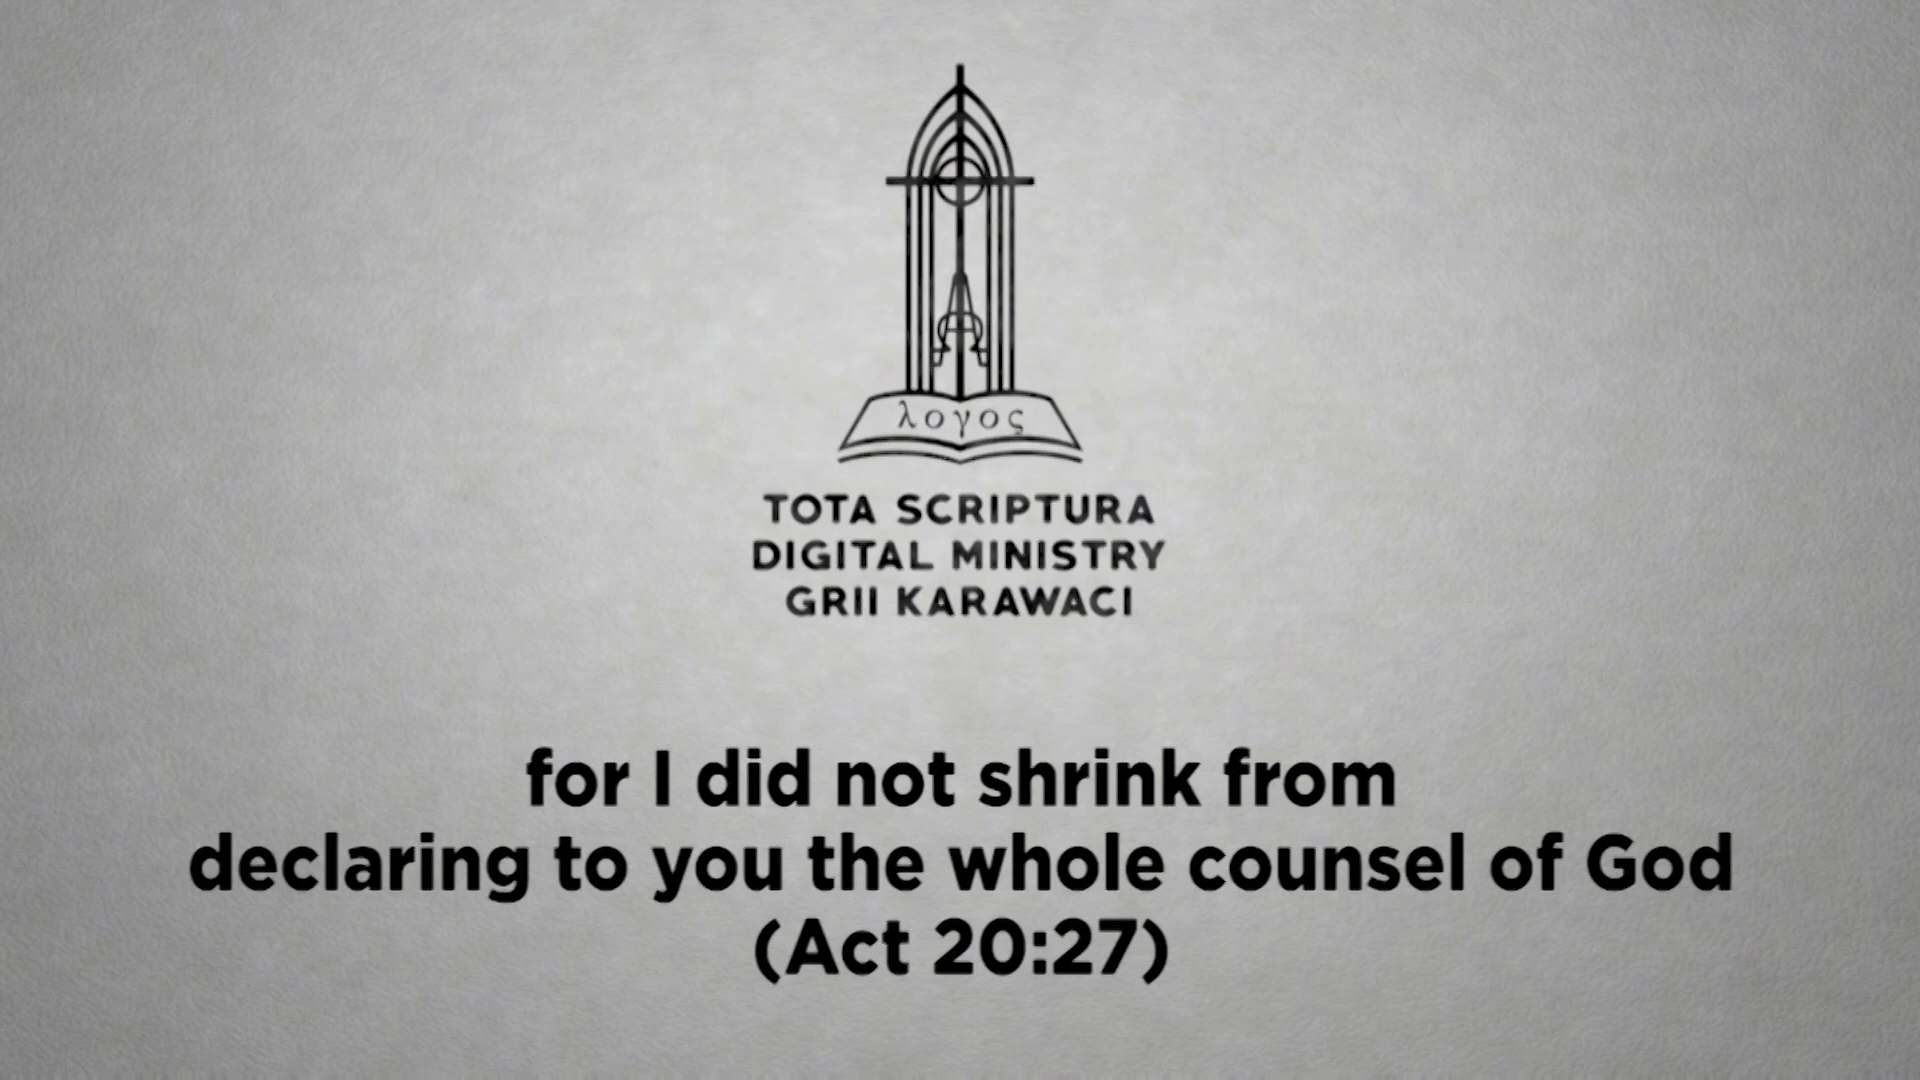 λογος
TOTA SCRIPTURA
DIGITAL MINISTRY
GRII KARAWACI
for I did not shrink from
declaring to you the whole counsel of God
(Act 20:27)